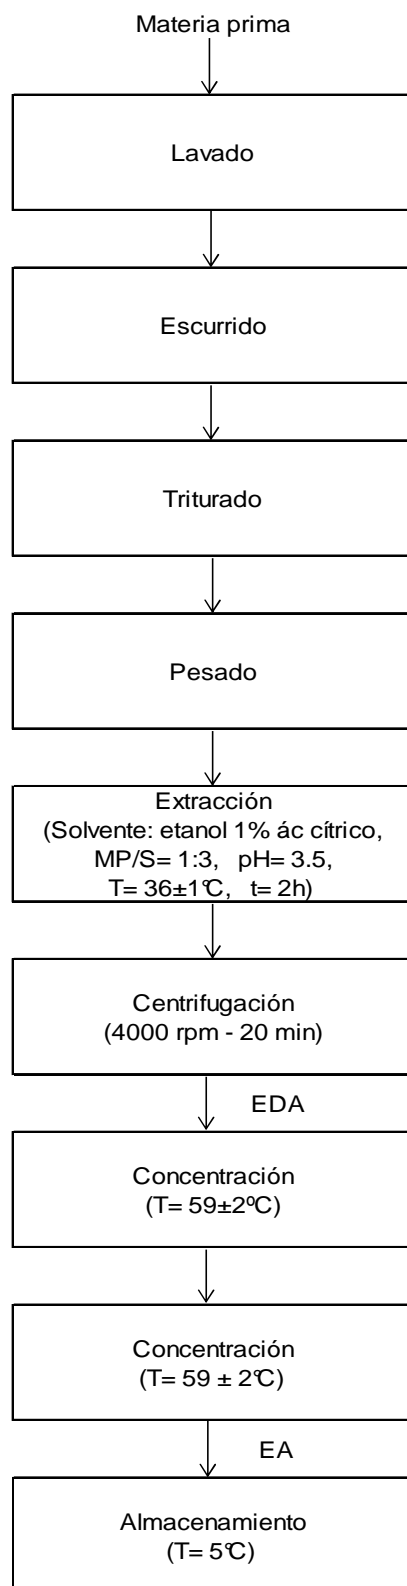 Materia prima
Lavado
Escurrido
Triturado
Pesado
Extracción
(Solvente: etanol 1% ác cítrico,
MP/S= 1:3, pH= 3.5,
T= 36±1°C, t= 2h)
Centrifugación
(4000 rpm - 20 min)
EDA
Concentración
(T= 59±2ºC)
Concentración
(T= 59 ± 2°C)
EA
Almacenamiento
(T= 5°C)